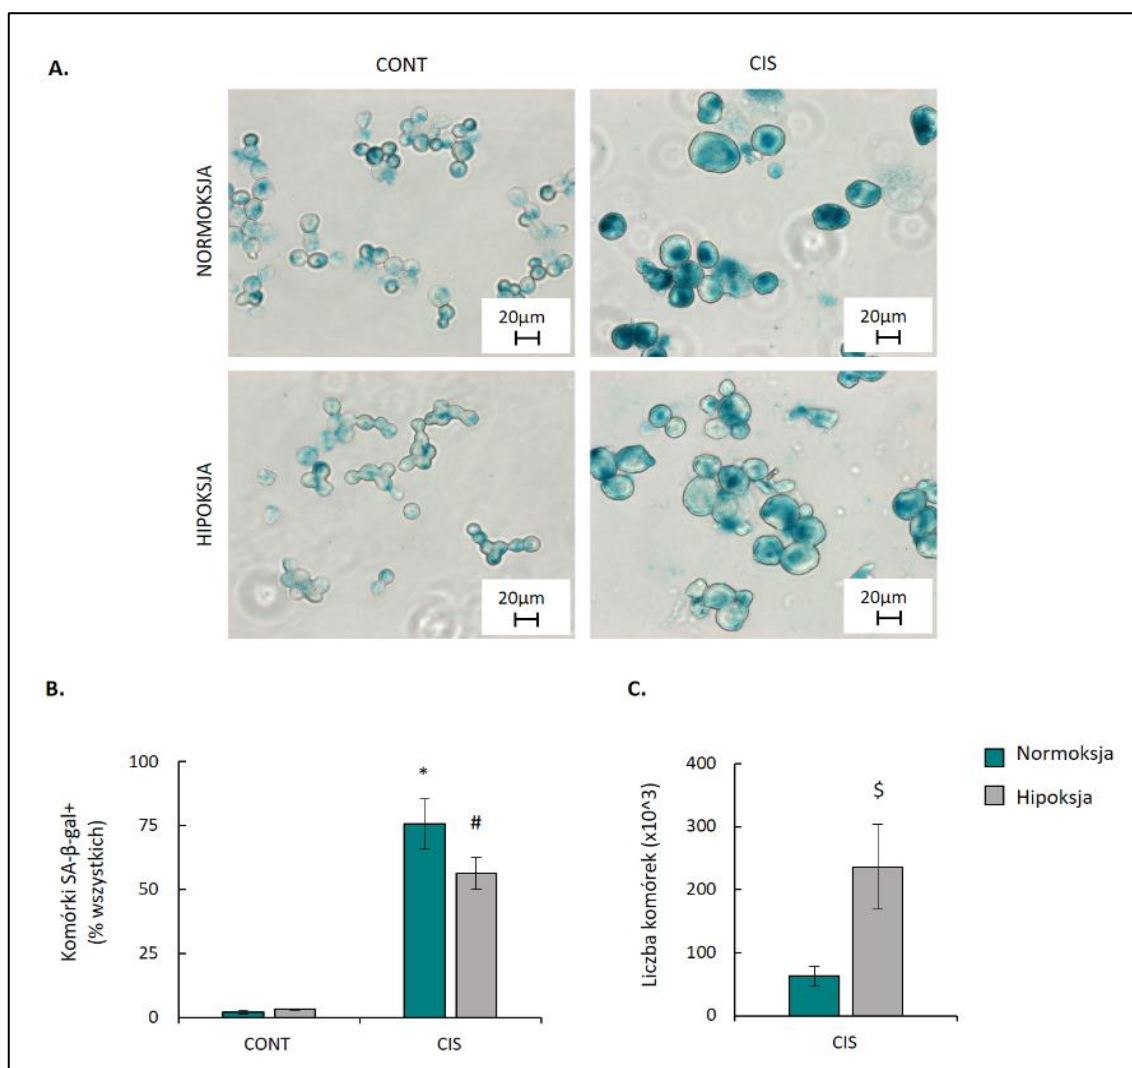 A.
CONT
CIS
NORMOKSJA
20µm
20µm
HIPOKSJA
20µm
20µm
B.
Komórki SA-β-gal+
(% wszystkich)
100
75
50
25
0
*
#
CONT
CIS
C.
Liczba komórek (x10^3)
400
300
200
100
0
$
CIS
Normoksja
Hipoksja